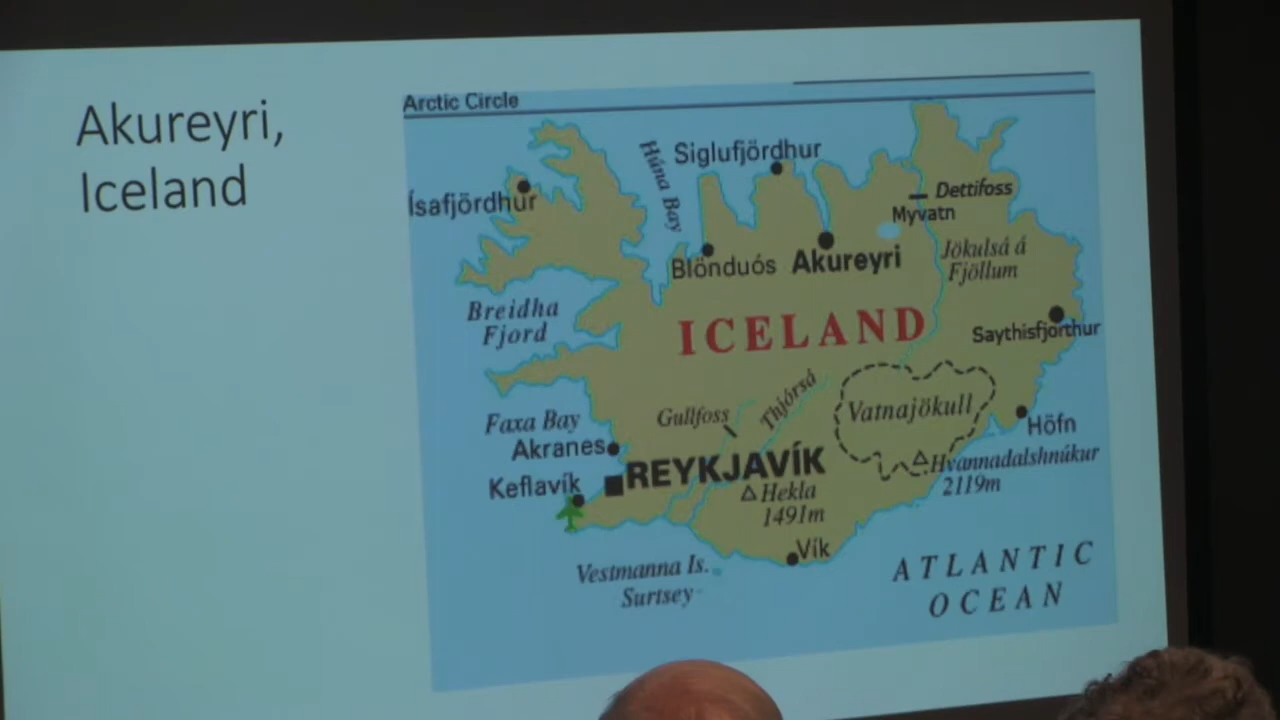 Akureyri,
Iceland
Arctic Circle
Siglufjördhur
Húna Bay
Ísafjördhur
Dettifoss
Myvatn
Blönduós
Akureyri
Jökulsá á
Fjöllum
Breidha
Fjord
ICELAND
Saythisfjorthur
Thjórsá
Gullfoss
Vatnajökull
Faxa Bay
Höfn
Akranes
REYKJAVÍK
Hvannadalshnúkur
2119m
Keflavík
Hekla
1491m
Vík
Vestmanna Is.
Surtsey
ATLANTIC
OCEAN